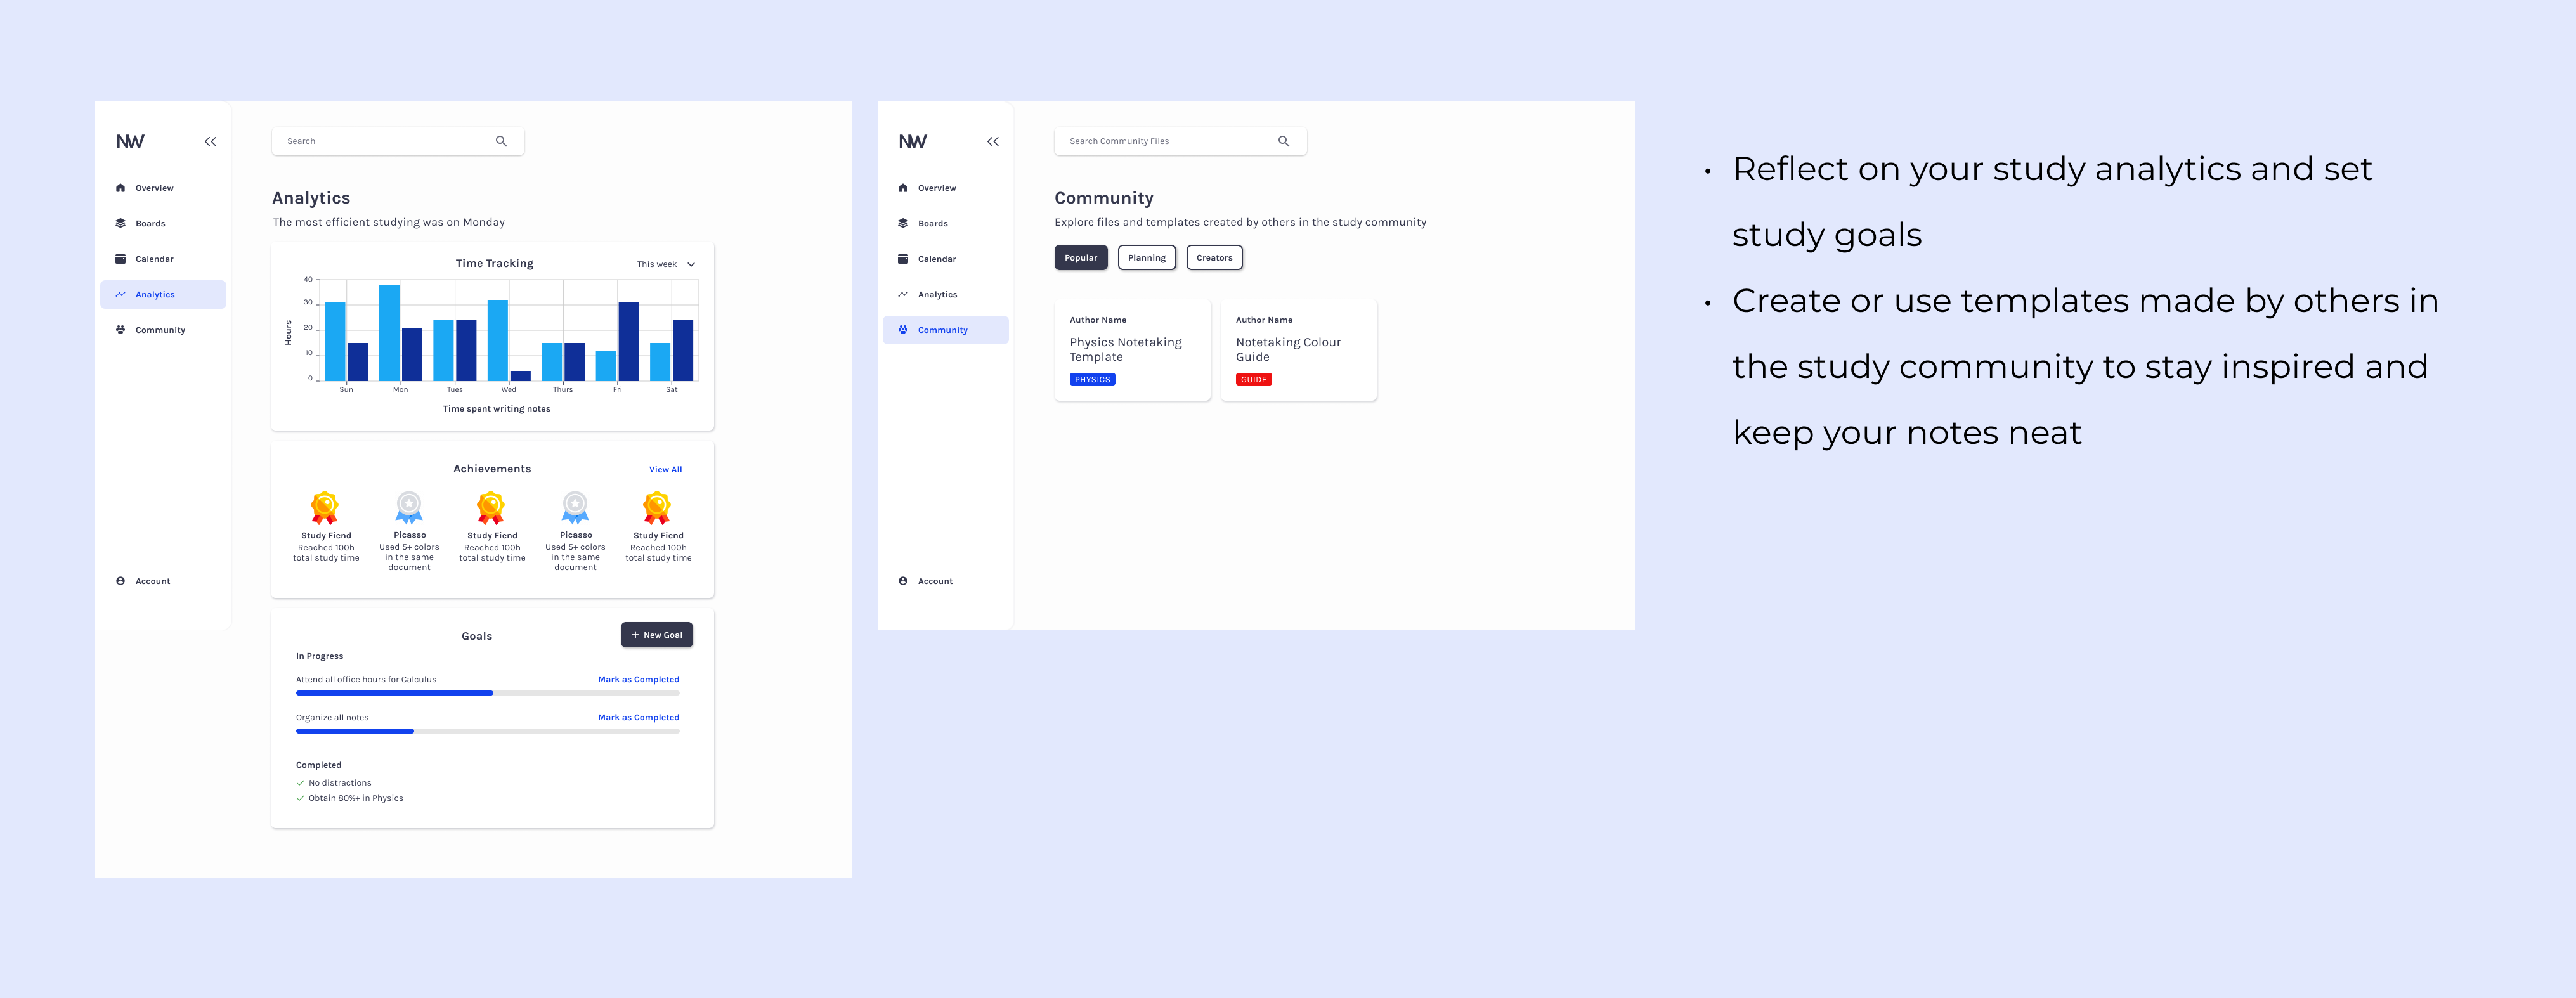 NW
Overview
Boards
Calendar
Analytics
Community
Account
Search
Analytics
The most efficient studying was on Monday
Time Tracking
This week
Hours
40
30
20
10
0
Sun Mon Tues Wed Thurs Fri Sat
Time spent writing notes
Achievements
View All
Study Fiend
Reached 100h
total study time
Picasso
Used 5+ colors
in the same
document
Study Fiend
Reached 100h
total study time
Picasso
Used 5+ colors
in the same
document
Study Fiend
Reached 100h
total study time
Goals
+ New Goal
In Progress
Attend all office hours for Calculus
Mark as Completed
Organize all notes
Mark as Completed
Completed
No distractions
Obtain 80%+ in Physics
NW
Overview
Boards
Calendar
Analytics
Community
Account
Search Community Files
Community
Explore files and templates created by others in the study community
Popular
Planning
Creators
Author Name
Physics Notetaking
Template
PHYSICS
Author Name
Notetaking Colour
Guide
GUIDE
• Reflect on your study analytics and set
study goals
• Create or use templates made by others in
the study community to stay inspired and
keep your notes neat